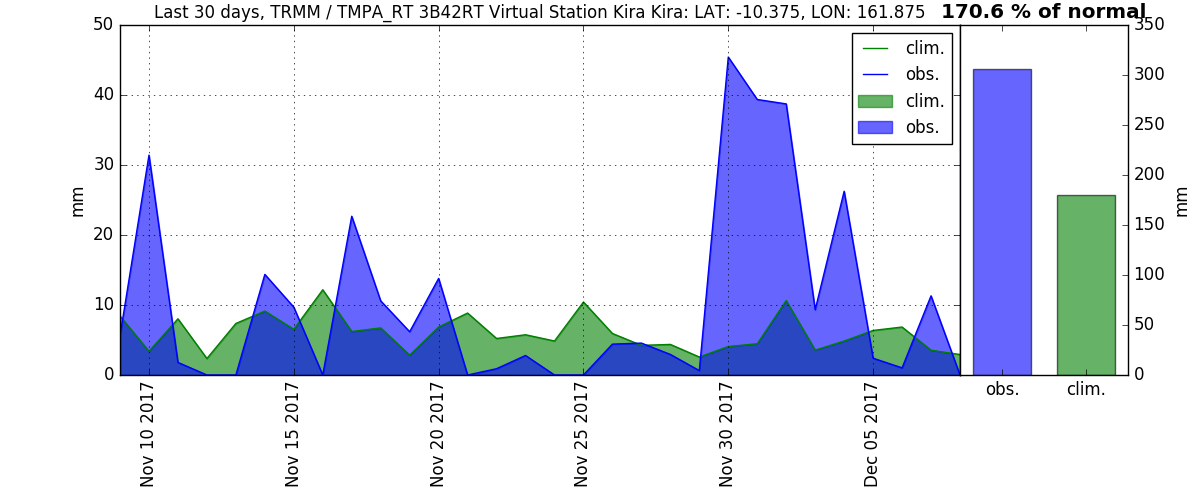 Last 30 days, TRMM / TMPA_RT 3B42RT Virtual Station Kira Kira: LAT: -10.375, LON: 161.875
170.6 % of normal
50
40
30
20
10
0
mm
clim.
obs.
clim.
obs.
350
300
250
200
150
100
50
0
mm
Nov 10 2017
Nov 15 2017
Nov 20 2017
Nov 25 2017
Nov 30 2017
Dec 05 2017
obs.
clim.